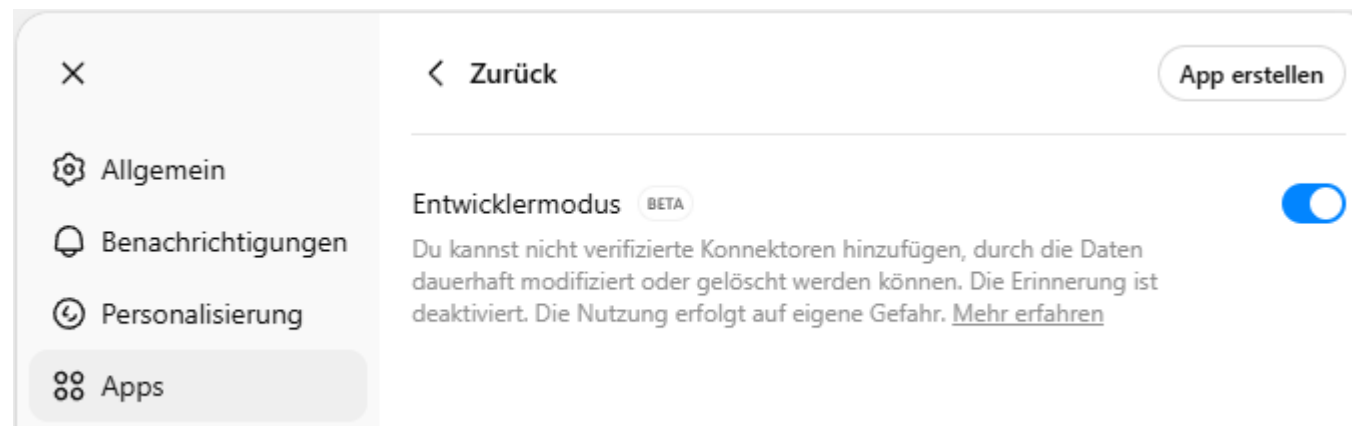 Zurück
App erstellen
Allgemein
Benachrichtigungen
Personalisierung
Apps
Entwicklermodus BETA
Du kannst nicht verifizierte Konnektoren hinzufügen, durch die Daten
dauerhaft modifiziert oder gelöscht werden können. Die Erinnerung ist
deaktiviert. Die Nutzung erfolgt auf eigene Gefahr. Mehr erfahren